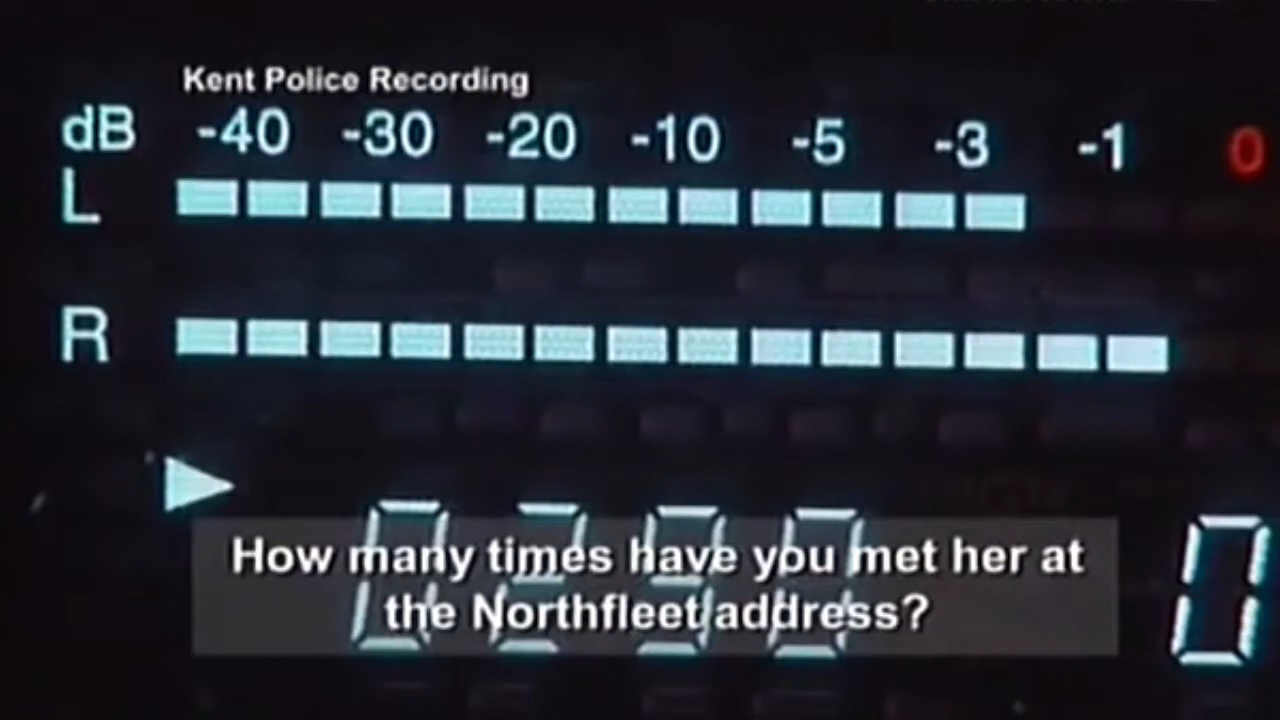 Kent Police Recording
dB -40 -30 -20 -10 -5 -3 -1 0
L
R
How many times have you met her at
the Northfleet address?
0